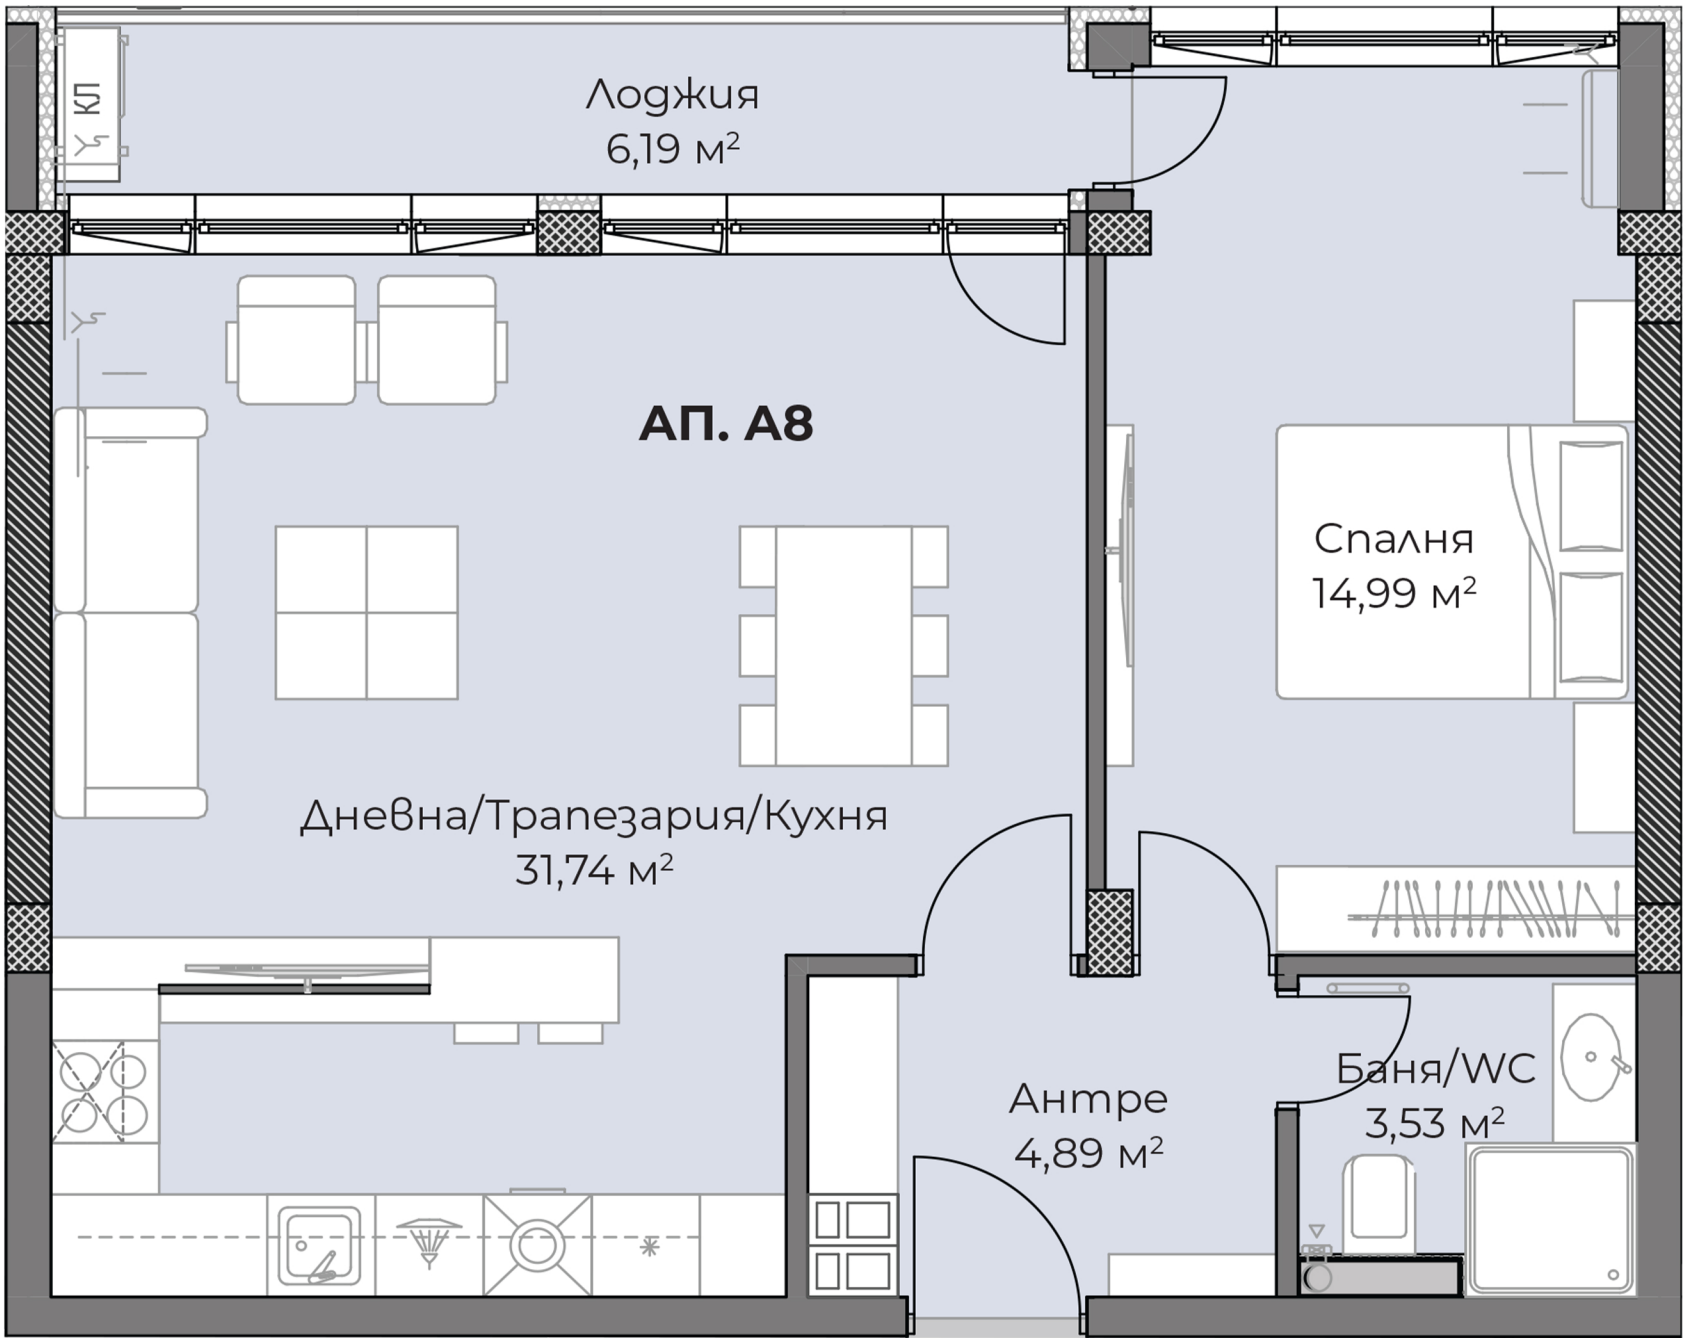 КЛ
Лоджия
6,19 м²
АП. А8
Спалня
14,99 м²
Дневна/Трапезария/Кухня
31,74 м²
Антре
4,89 м²
Баня/WC
3,53 м²